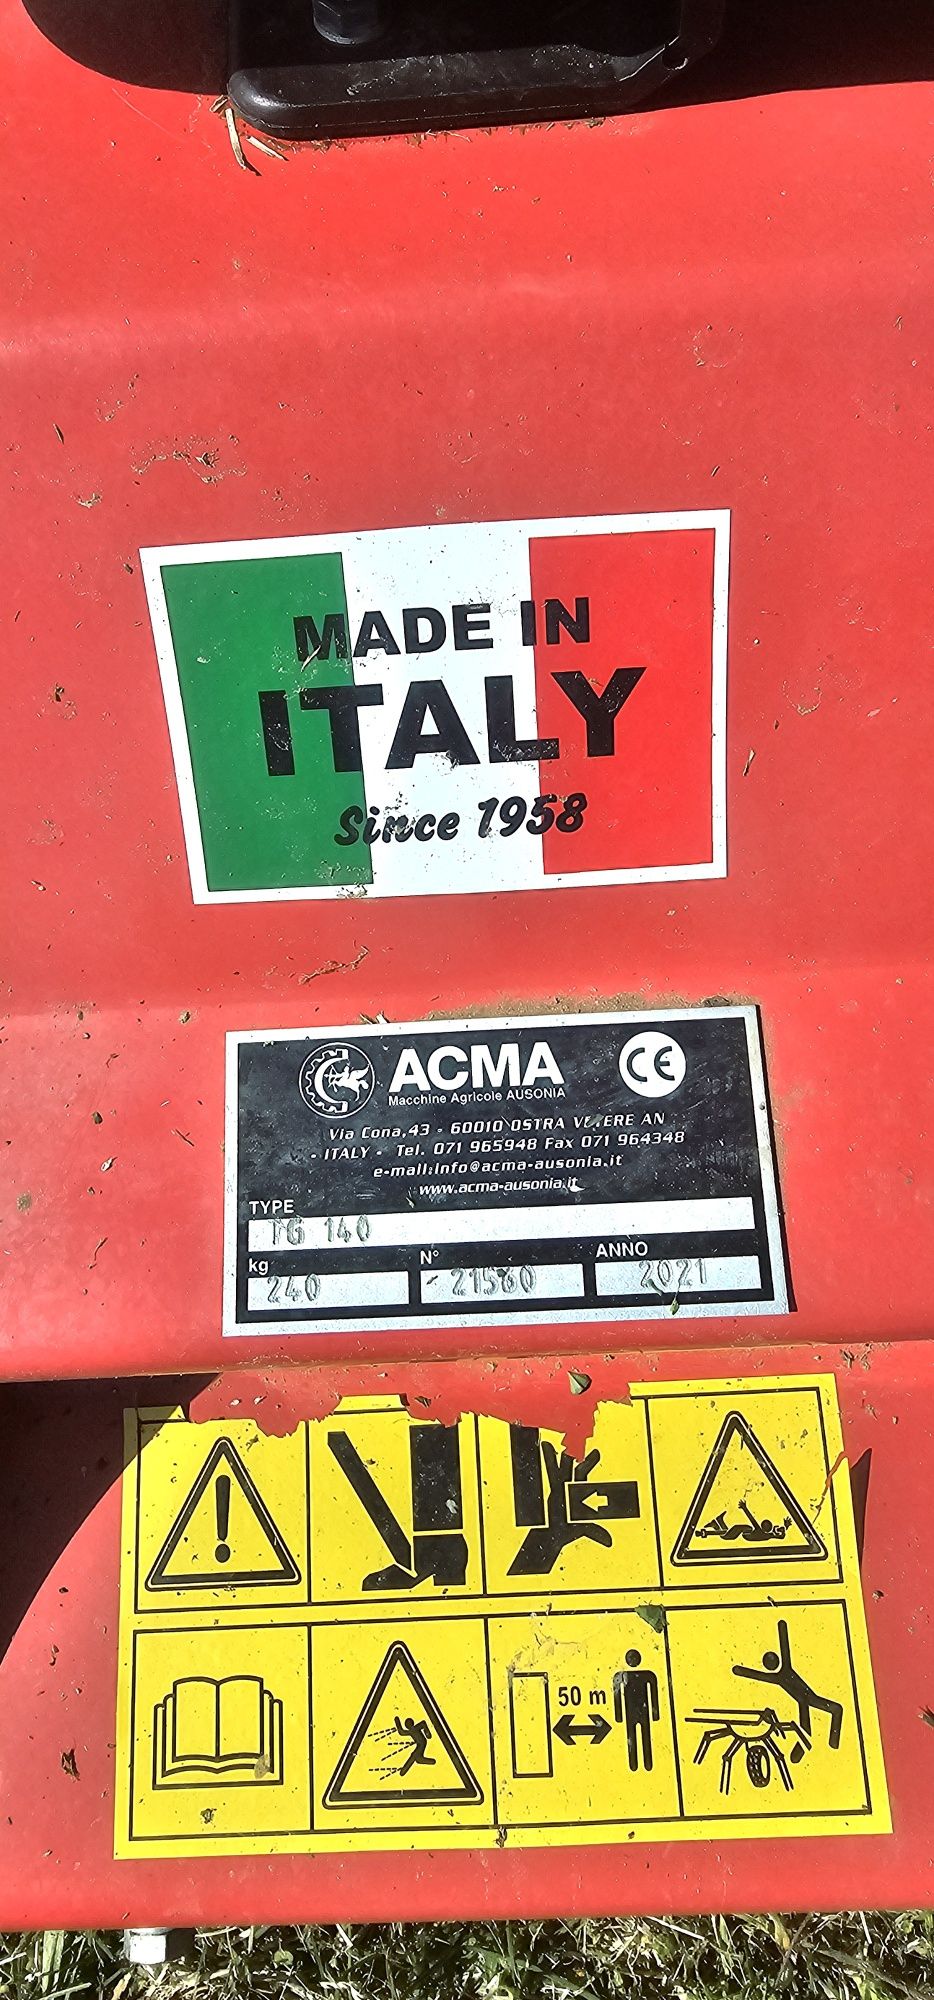 MADE IN
ITALY
Since 1958
ACMA
CE
Macchine Agricole AUSONIA
Via Cona,43 - 60010 OSTRA VETERE AN
- ITALY - Tel. 071 965948 Fax 071 964348
e-mail:info@acma-ausonia.it
www.acma-ausonia.it
TYPE
TG 140
kg
N°
ANNO
240
21560
2021
50 m